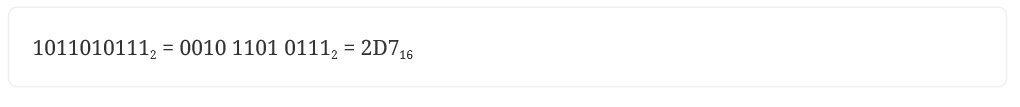 1011010111₂ = 0010 1101 0111₂ = 2D7₁₆